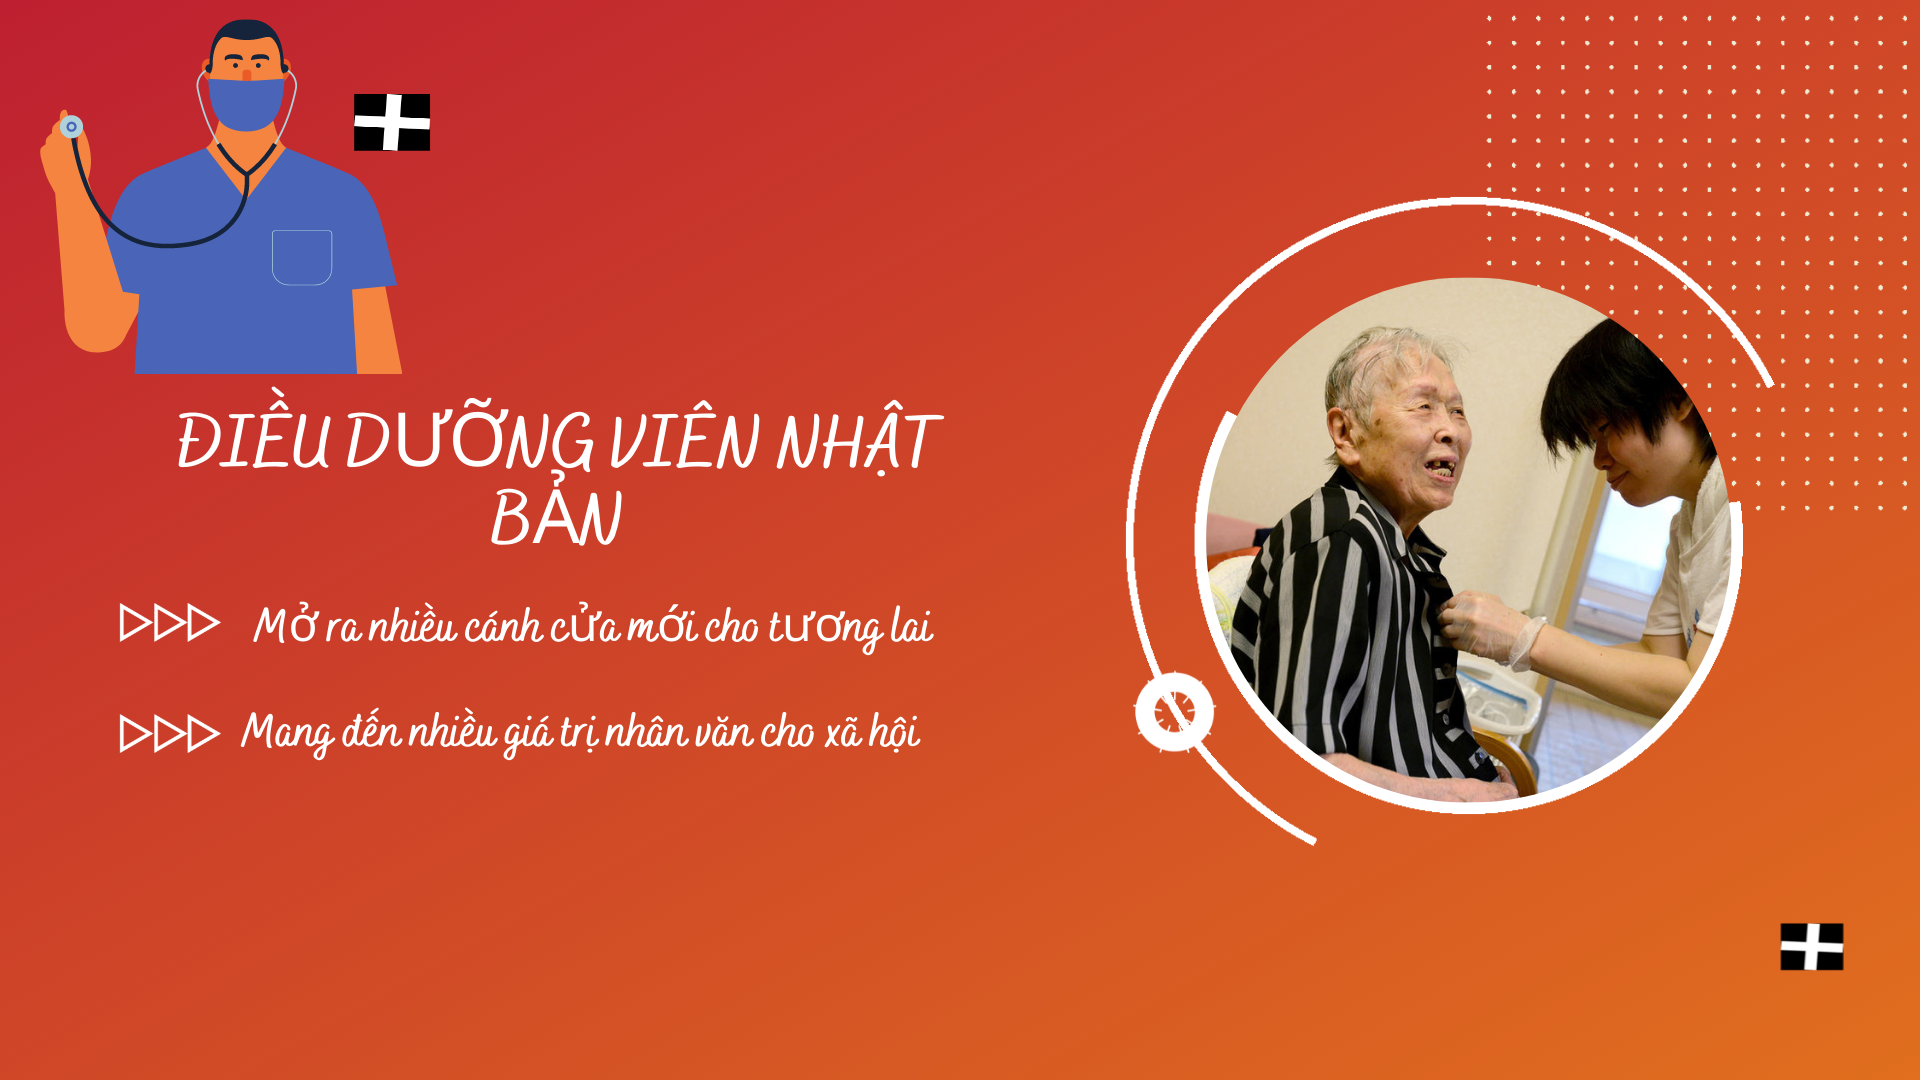 ĐIỀU DƯỠNG VIÊN NHẬT
BẢN
Mở ra nhiều cánh cửa mới cho tương lai
Mang đến nhiều giá trị nhân văn cho xã hội